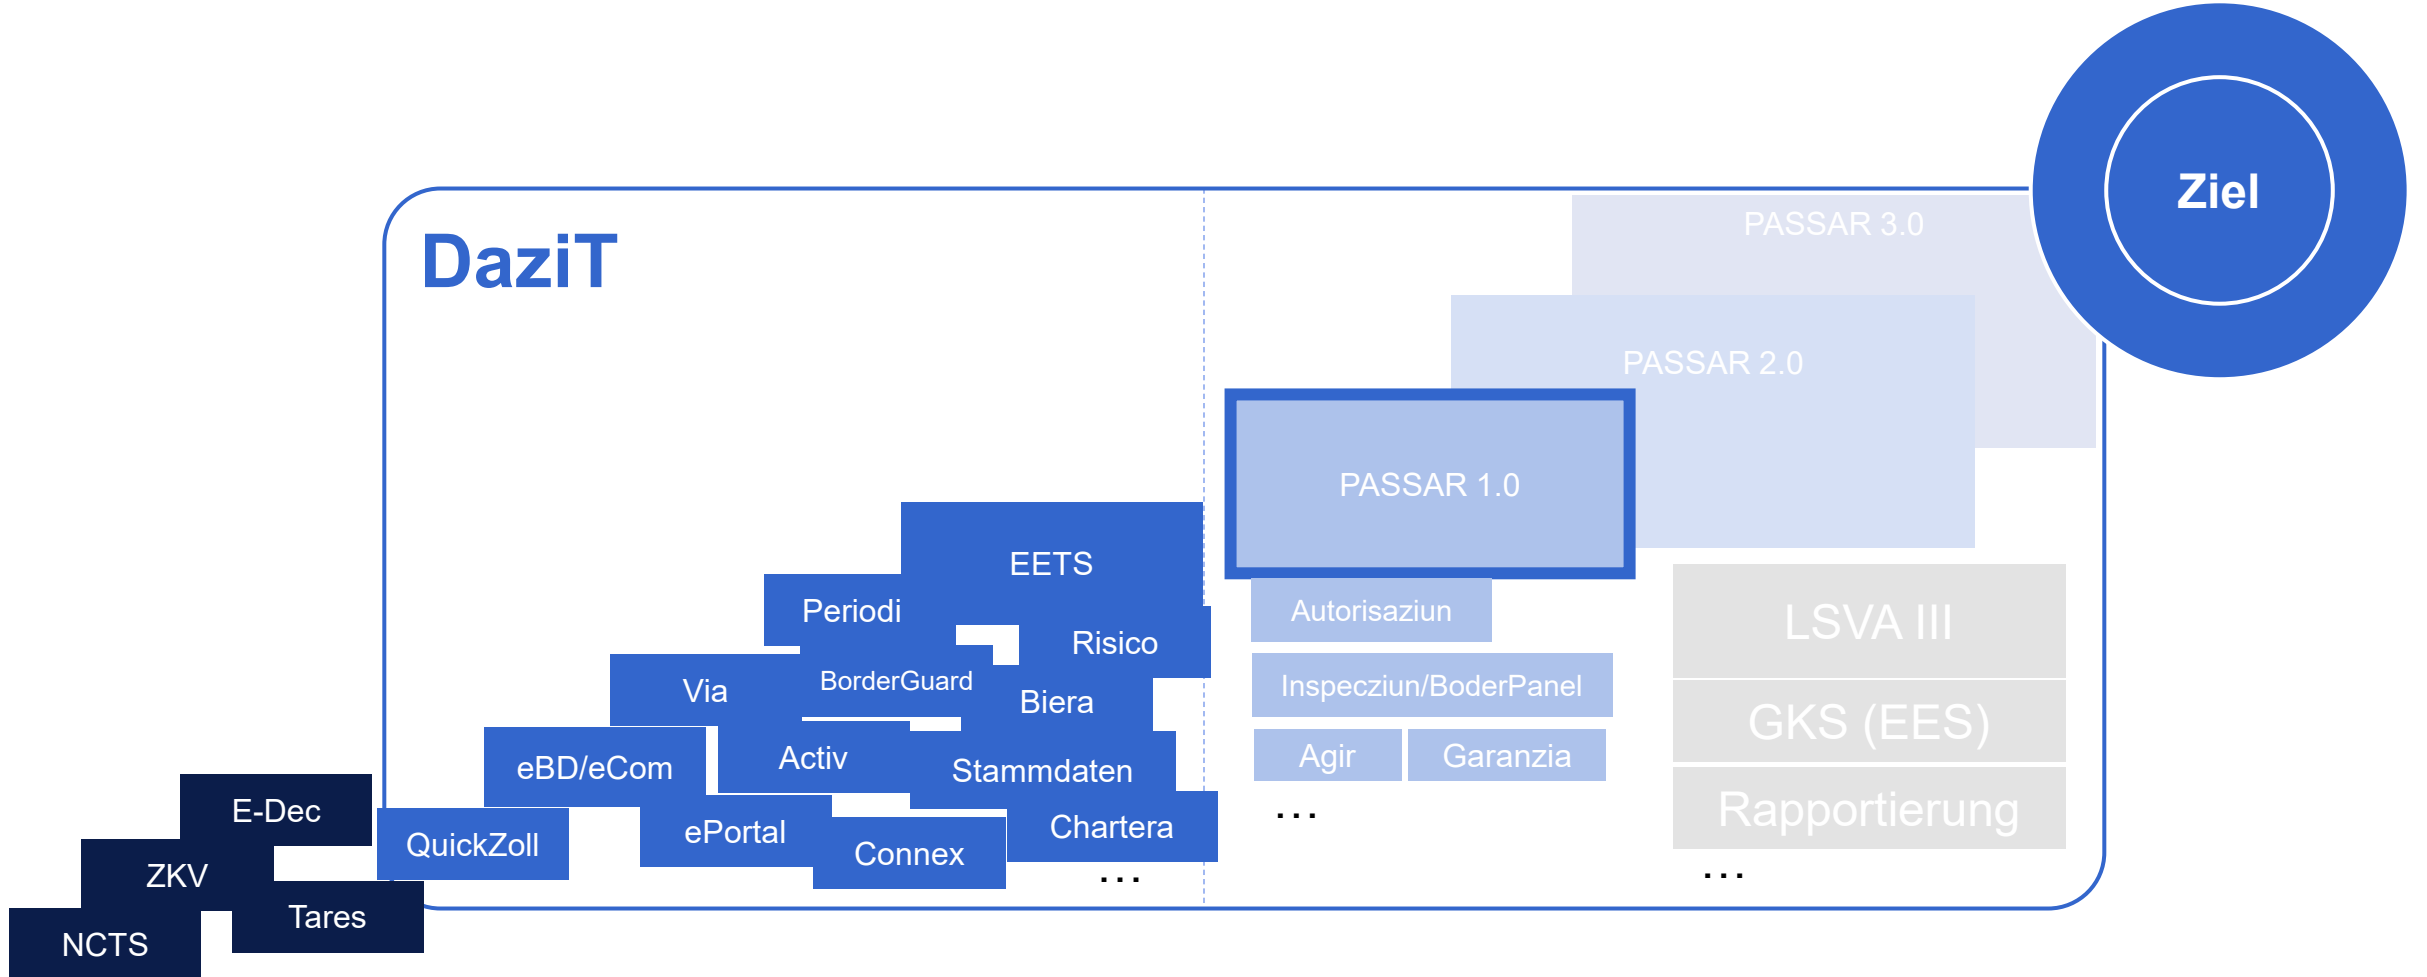 Ziel
DaziT
PASSAR 3.0
PASSAR 2.0
PASSAR 1.0
EETS
Periodi
Risico
Via
BorderGuard
Biera
eBD/eCom
Activ
Stammdaten
E-Dec
QuickZoll
ePortal
Connex
Chartera
...
ZKV
Tares
NCTS
Autorisaziun
Inspecziun/BoderPanel
Agir
Garanzia
...
LSVA III
GKS (EES)
Rapportierung
...